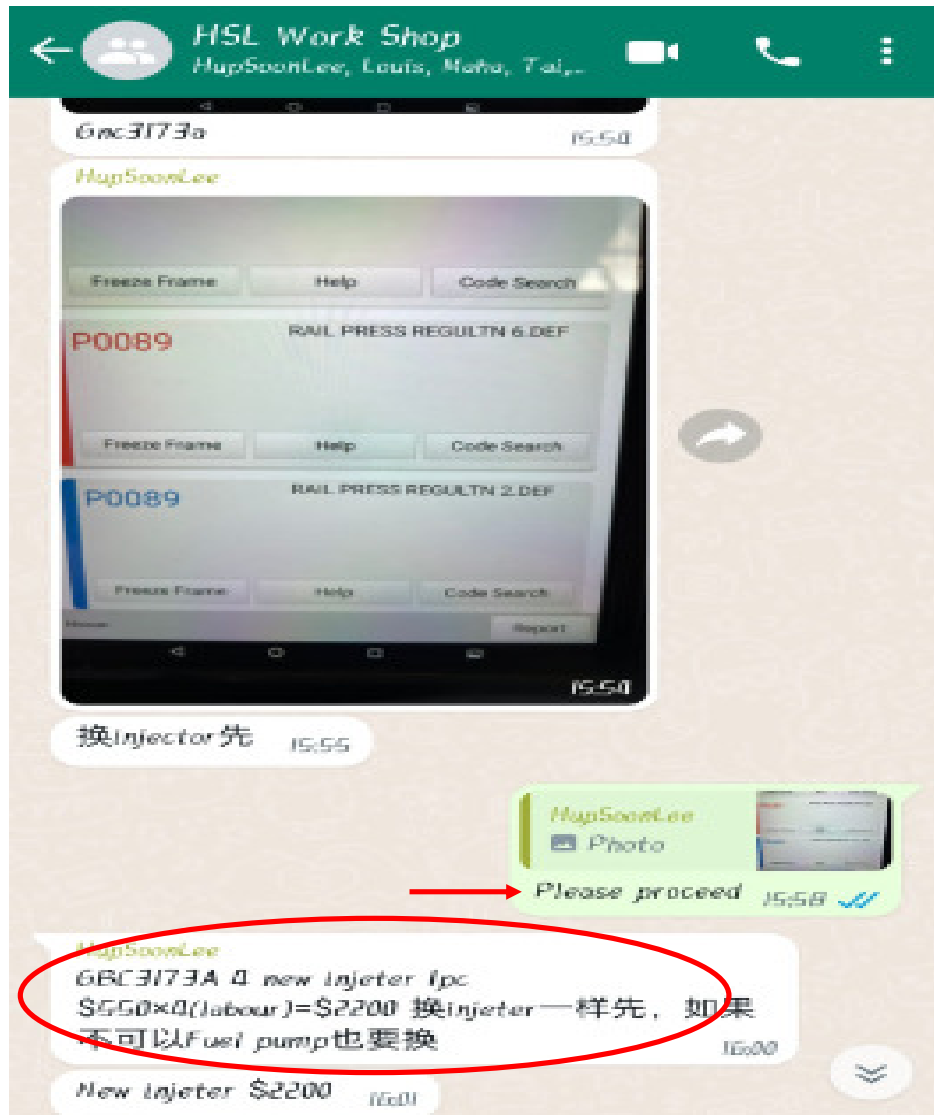 HSL Work Shop
HupSoonLee, Louis, Maha, Tai,...
Gnc3173a
15:54
HupSoonLee
Freeze Frame Help Code Search
P0089 RAIL PRESS REGULTN 6.DEF
Freeze Frame Help Code Search
P0089 RAIL PRESS REGULTN 2.DEF
Freeze Frame Help Code Search
Report
15:54
换injector先 15:55
HupSoonLee
Photo
Please proceed 15:58
HupSoonLee
GBC3173A 4 new injeter 1pc
$550×4(labour)=$2200 换injeter一样先，如果
不可以Fuel pump也要换
16:00
New injeter $2200 16:01